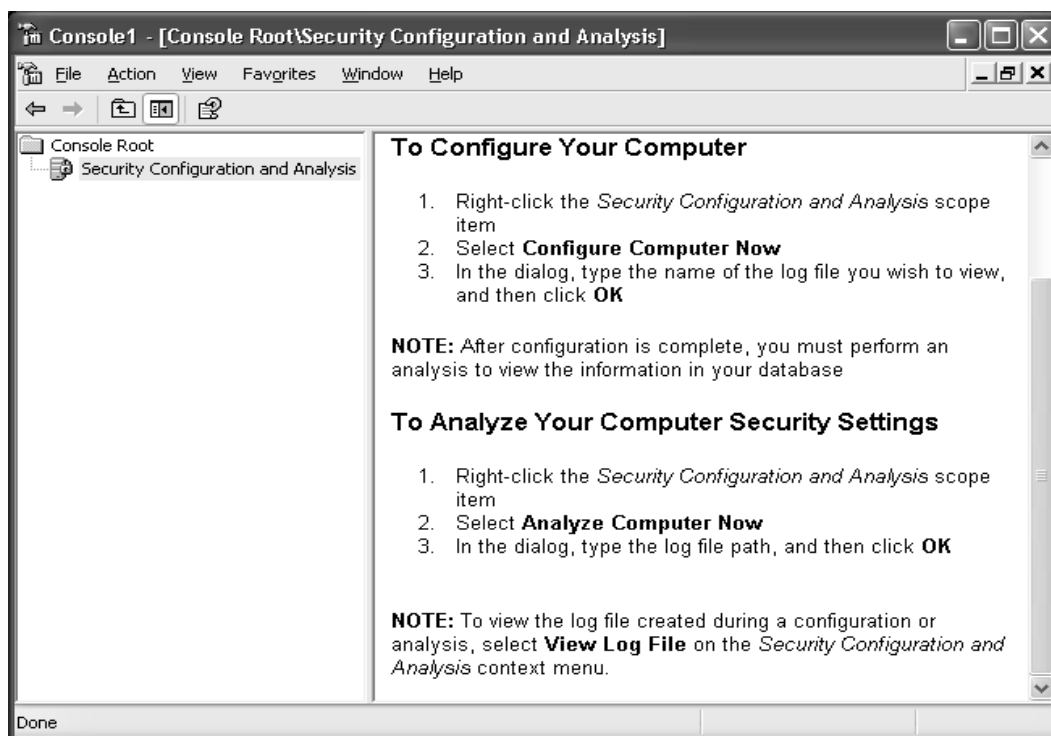 Console1 - [Console Root\Security Configuration and Analysis]
File Action View Favorites Window Help
Console Root
Security Configuration and Analysis
To Configure Your Computer
1. Right-click the Security Configuration and Analysis scope
item
2. Select Configure Computer Now
3. In the dialog, type the name of the log file you wish to view,
and then click OK
NOTE: After configuration is complete, you must perform an
analysis to view the information in your database
To Analyze Your Computer Security Settings
1. Right-click the Security Configuration and Analysis scope
item
2. Select Analyze Computer Now
3. In the dialog, type the log file path, and then click OK
NOTE: To view the log file created during a configuration or
analysis, select View Log File on the Security Configuration and
Analysis context menu.
Done